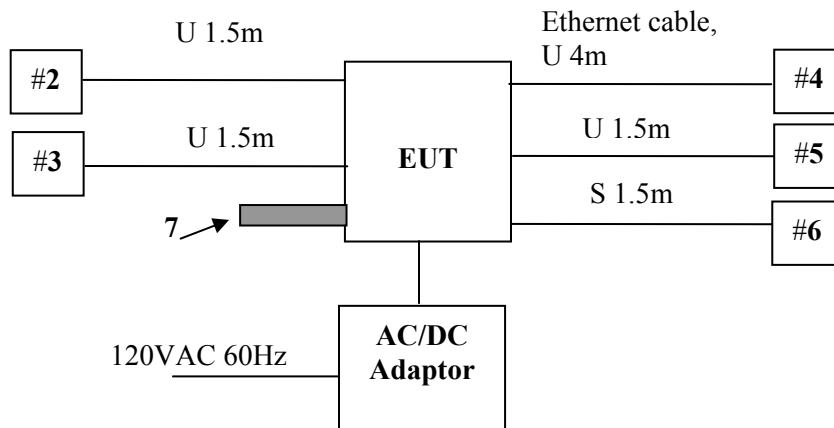 U 1.5m
Ethernet cable,
U 4m
#2
#4
U 1.5m
U 1.5m
#3
EUT
#5
S 1.5m
7
#6
AC/DC
Adaptor
120VAC 60Hz